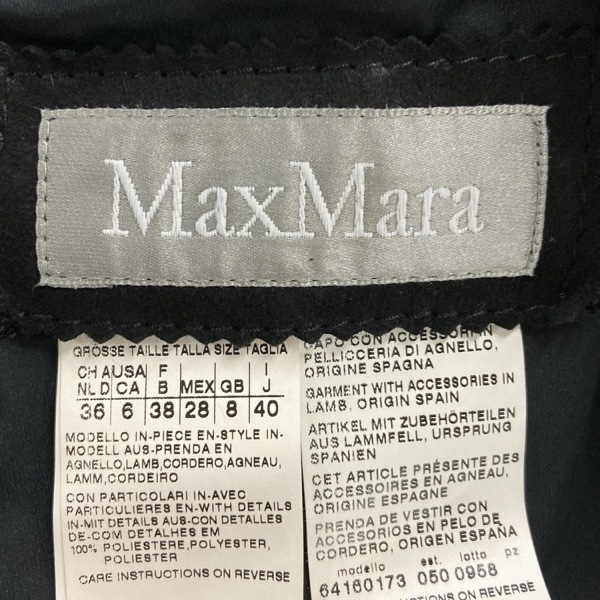 MaxMara
GRÖSSE TAILLE TALLA SIZE TAGLIA
CH A USA F I
NL D CA B MEX GB J
36 6 38 28 8 40
MODELLO IN-PIECE EN-STYLE IN-
MODELL AUS-PRENDA EN
AGNELLO,LAMB,CORDERO,AGNEAU,
LAMM,CORDEIRO
CON PARTICOLARI IN-AVEC
PARTICULIERES EN-WITH DETAILS
IN-MIT DETAILS AUS-CON DETALLES
DE-COM DETALHES EM
100% POLIESTERE,POLYESTER,
POLIESTER
CARE INSTRUCTIONS ON REVERSE
CAPO CON ACCESSORI IN
PELLICCERIA DI AGNELLO,
ORIGINE SPAGNA
GARMENT WITH ACCESSORIES IN
LAMB, ORIGIN SPAIN
ARTIKEL MIT ZUBEHÖRTEILEN
AUS LAMMFELL, URSPRUNG
SPANIEN
CET ARTICLE PRÉSENTE DES
ACCESSOIRES EN AGNEAU,
ORIGINE ESPAGNE
PRENDA DE VESTIR CON
ACCESORIOS EN PELO DE
CORDERO, ORIGEN ESPAÑA
modello est. lotto pz
64160173 050 0958